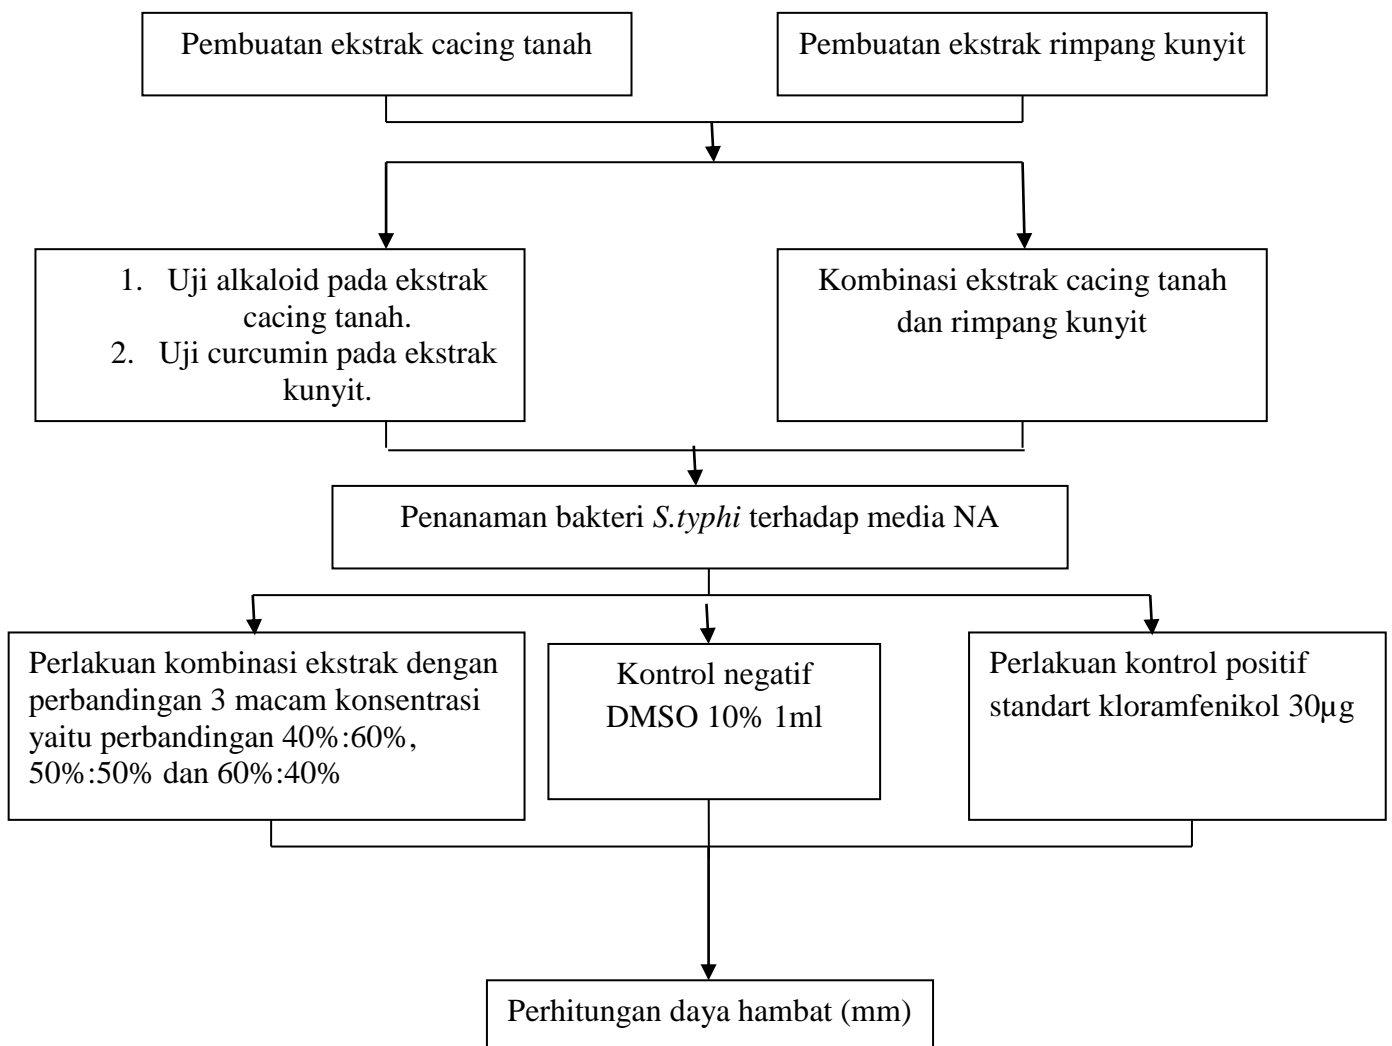 Pembuatan ekstrak cacing tanah
Pembuatan ekstrak rimpang kunyit
1. Uji alkaloid pada ekstrak
cacing tanah.
2. Uji curcumin pada ekstrak
kunyit.
Kombinasi ekstrak cacing tanah
dan rimpang kunyit
Penanaman bakteri S.typhi terhadap media NA
Perlakuan kombinasi ekstrak dengan
perbandingan 3 macam konsentrasi
yaitu perbandingan 40%:60%,
50%:50% dan 60%:40%
Kontrol negatif
DMSO 10% 1ml
Perlakuan kontrol positif
standart kloramfenikol 30µg
Perhitungan daya hambat (mm)